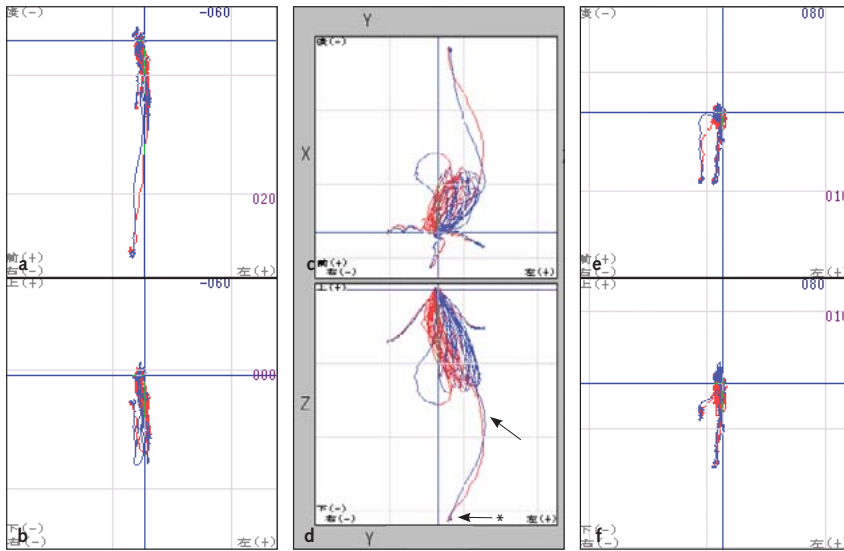 後(-)
-060
020
前(+)
a
右(-)
左(+)
上(+)
-060
000
下(-)
b
右(-)
左(+)
Y
後(-)
X
前(+)
c
右(-)
左(+)
上(+)
Z
*
下(-)
d
右(-)
左(+)
Y
後(-)
080
010
前(+)
e
右(-)
左(+)
上(+)
080
010
下(-)
f
右(-)
左(+)